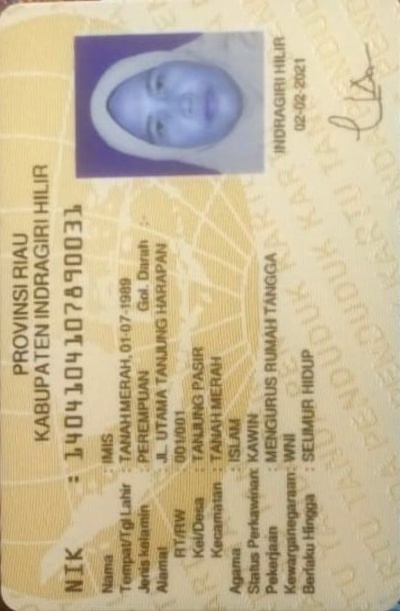 PROVINSI RIAU
KABUPATEN INDRAGIRI HILIR
NIK : 1404104107890031
Nama : IMIS
Tempat/Tgl Lahir : TANAH MERAH, 01-07-1989
Jenis kelamin : PEREMPUAN Gol. Darah :-
Alamat : JL. UTAMA TANJUNG HARAPAN
RT/RW : 001/001
Kel/Desa : TANJUNG PASIR
Kecamatan : TANAH MERAH
Agama : ISLAM
Status Perkawinan: KAWIN
Pekerjaan : MENGURUS RUMAH TANGGA
Kewarganegaraan: WNI
Berlaku Hingga : SEUMUR HIDUP
INDRAGIRI HILIR
02-02-2021